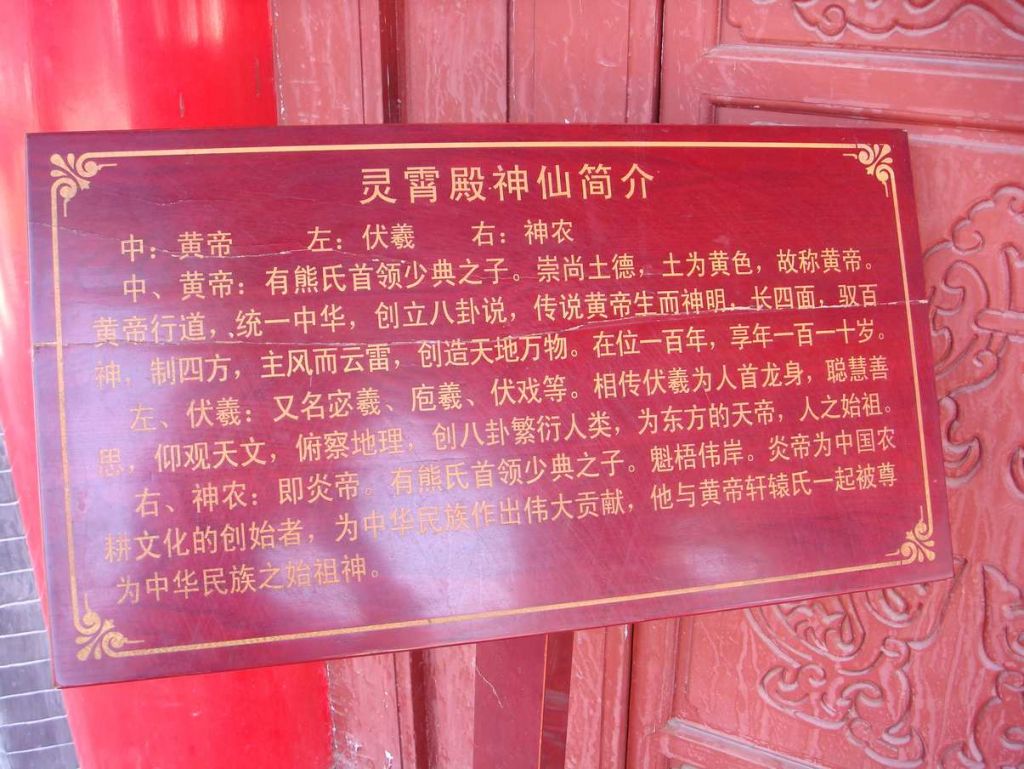 灵霄殿神仙简介
中：黄帝 左：伏羲 右：神农
中、黄帝：有熊氏首领少典之子。崇尚土德，土为黄色，故称黄帝。
黄帝行道，统一中华，创立八卦说，传说黄帝生而神明，长四面，驭百
神，制四方，主风而云雷，创造天地万物。在位一百年，享年一百一十岁。
左、伏羲：又名宓羲、庖羲、伏戏等。相传伏羲为人首龙身，聪慧善
思，仰观天文，俯察地理，创八卦繁衍人类，为东方的天帝，人之始祖。
右、神农：即炎帝。有熊氏首领少典之子。魁梧伟岸。炎帝为中国农
耕文化的创始者，为中华民族作出伟大贡献，他与黄帝轩辕氏一起被尊
为中华民族之始祖神。